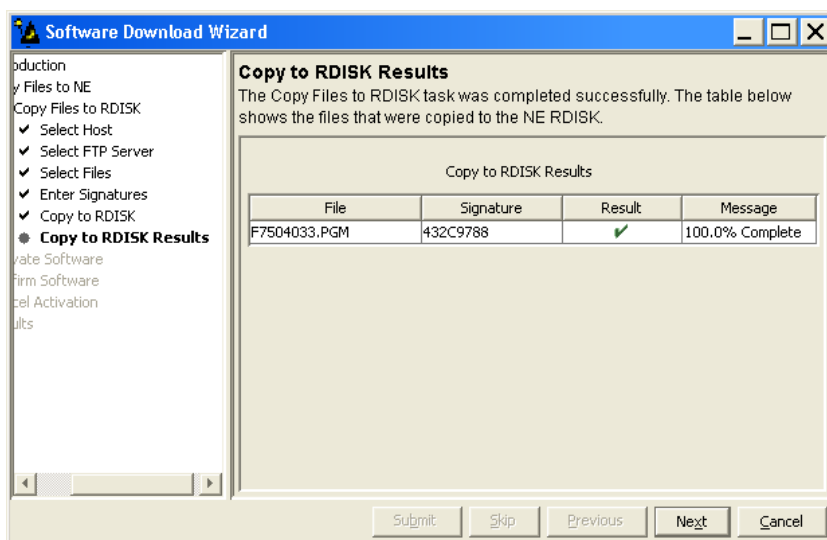 Software Download Wizard
oduction
y Files to NE
Copy Files to RDISK
Select Host
Select FTP Server
Select Files
Enter Signatures
Copy to RDISK
Copy to RDISK Results
vate Software
firm Software
cel Activation
ults
Copy to RDISK Results
The Copy Files to RDISK task was completed successfully. The table below
shows the files that were copied to the NE RDISK.
Copy to RDISK Results
File Signature Result Message
F7504033.PGM 432C9788 ✔ 100.0% Complete
Submit Skip Previous Next Cancel